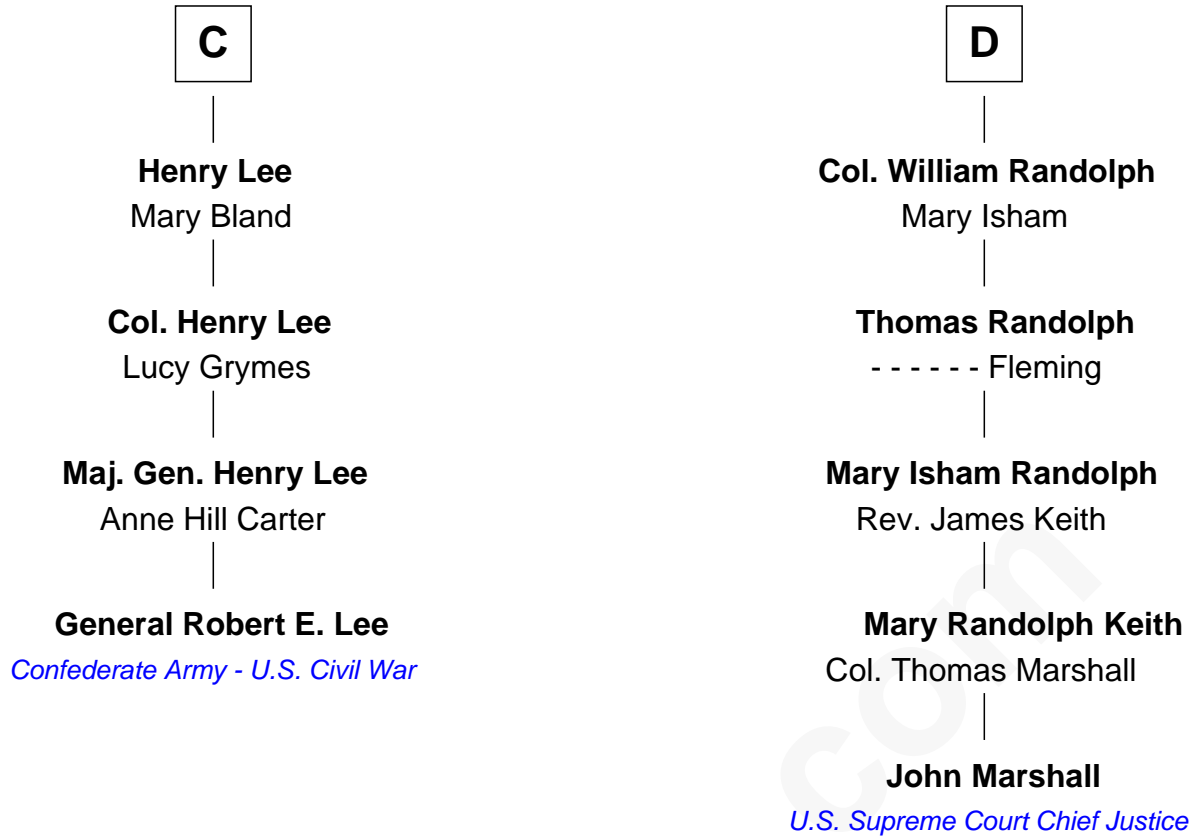 C
Henry Lee
Mary Bland
Col. Henry Lee
Lucy Grymes
Maj. Gen. Henry Lee
Anne Hill Carter
General Robert E. Lee
Confederate Army - U.S. Civil War
D
Col. William Randolph
Mary Isham
Thomas Randolph
- - - - - - Fleming
Mary Isham Randolph
Rev. James Keith
Mary Randolph Keith
Col. Thomas Marshall
John Marshall
U.S. Supreme Court Chief Justice
com